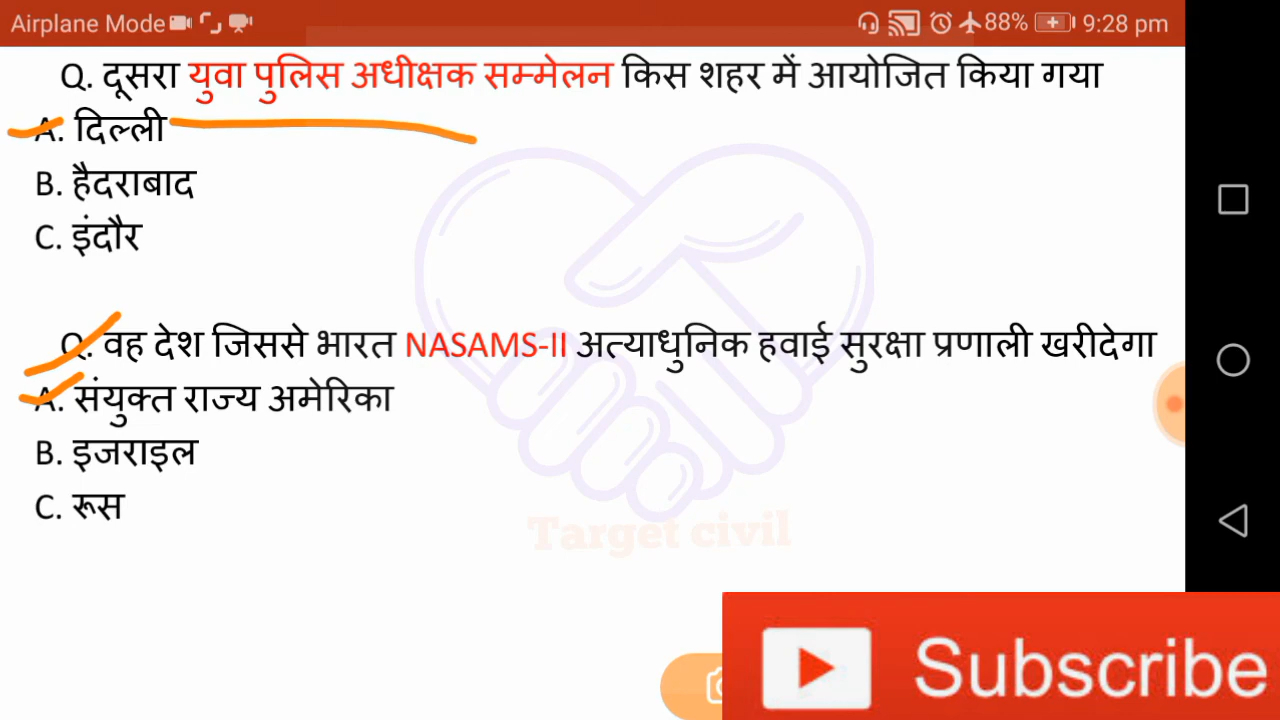 Airplane Mode 88% 9:28 pm
Q. दूसरा युवा पुलिस अधीक्षक सम्मेलन किस शहर में आयोजित किया गया
A. दिल्ली
B. हैदराबाद
C. इंदौर
Q. वह देश जिससे भारत NASAMS-II अत्याधुनिक हवाई सुरक्षा प्रणाली खरीदेगा
A. संयुक्त राज्य अमेरिका
B. इजराइल
C. रूस
Target civil
Subscribe